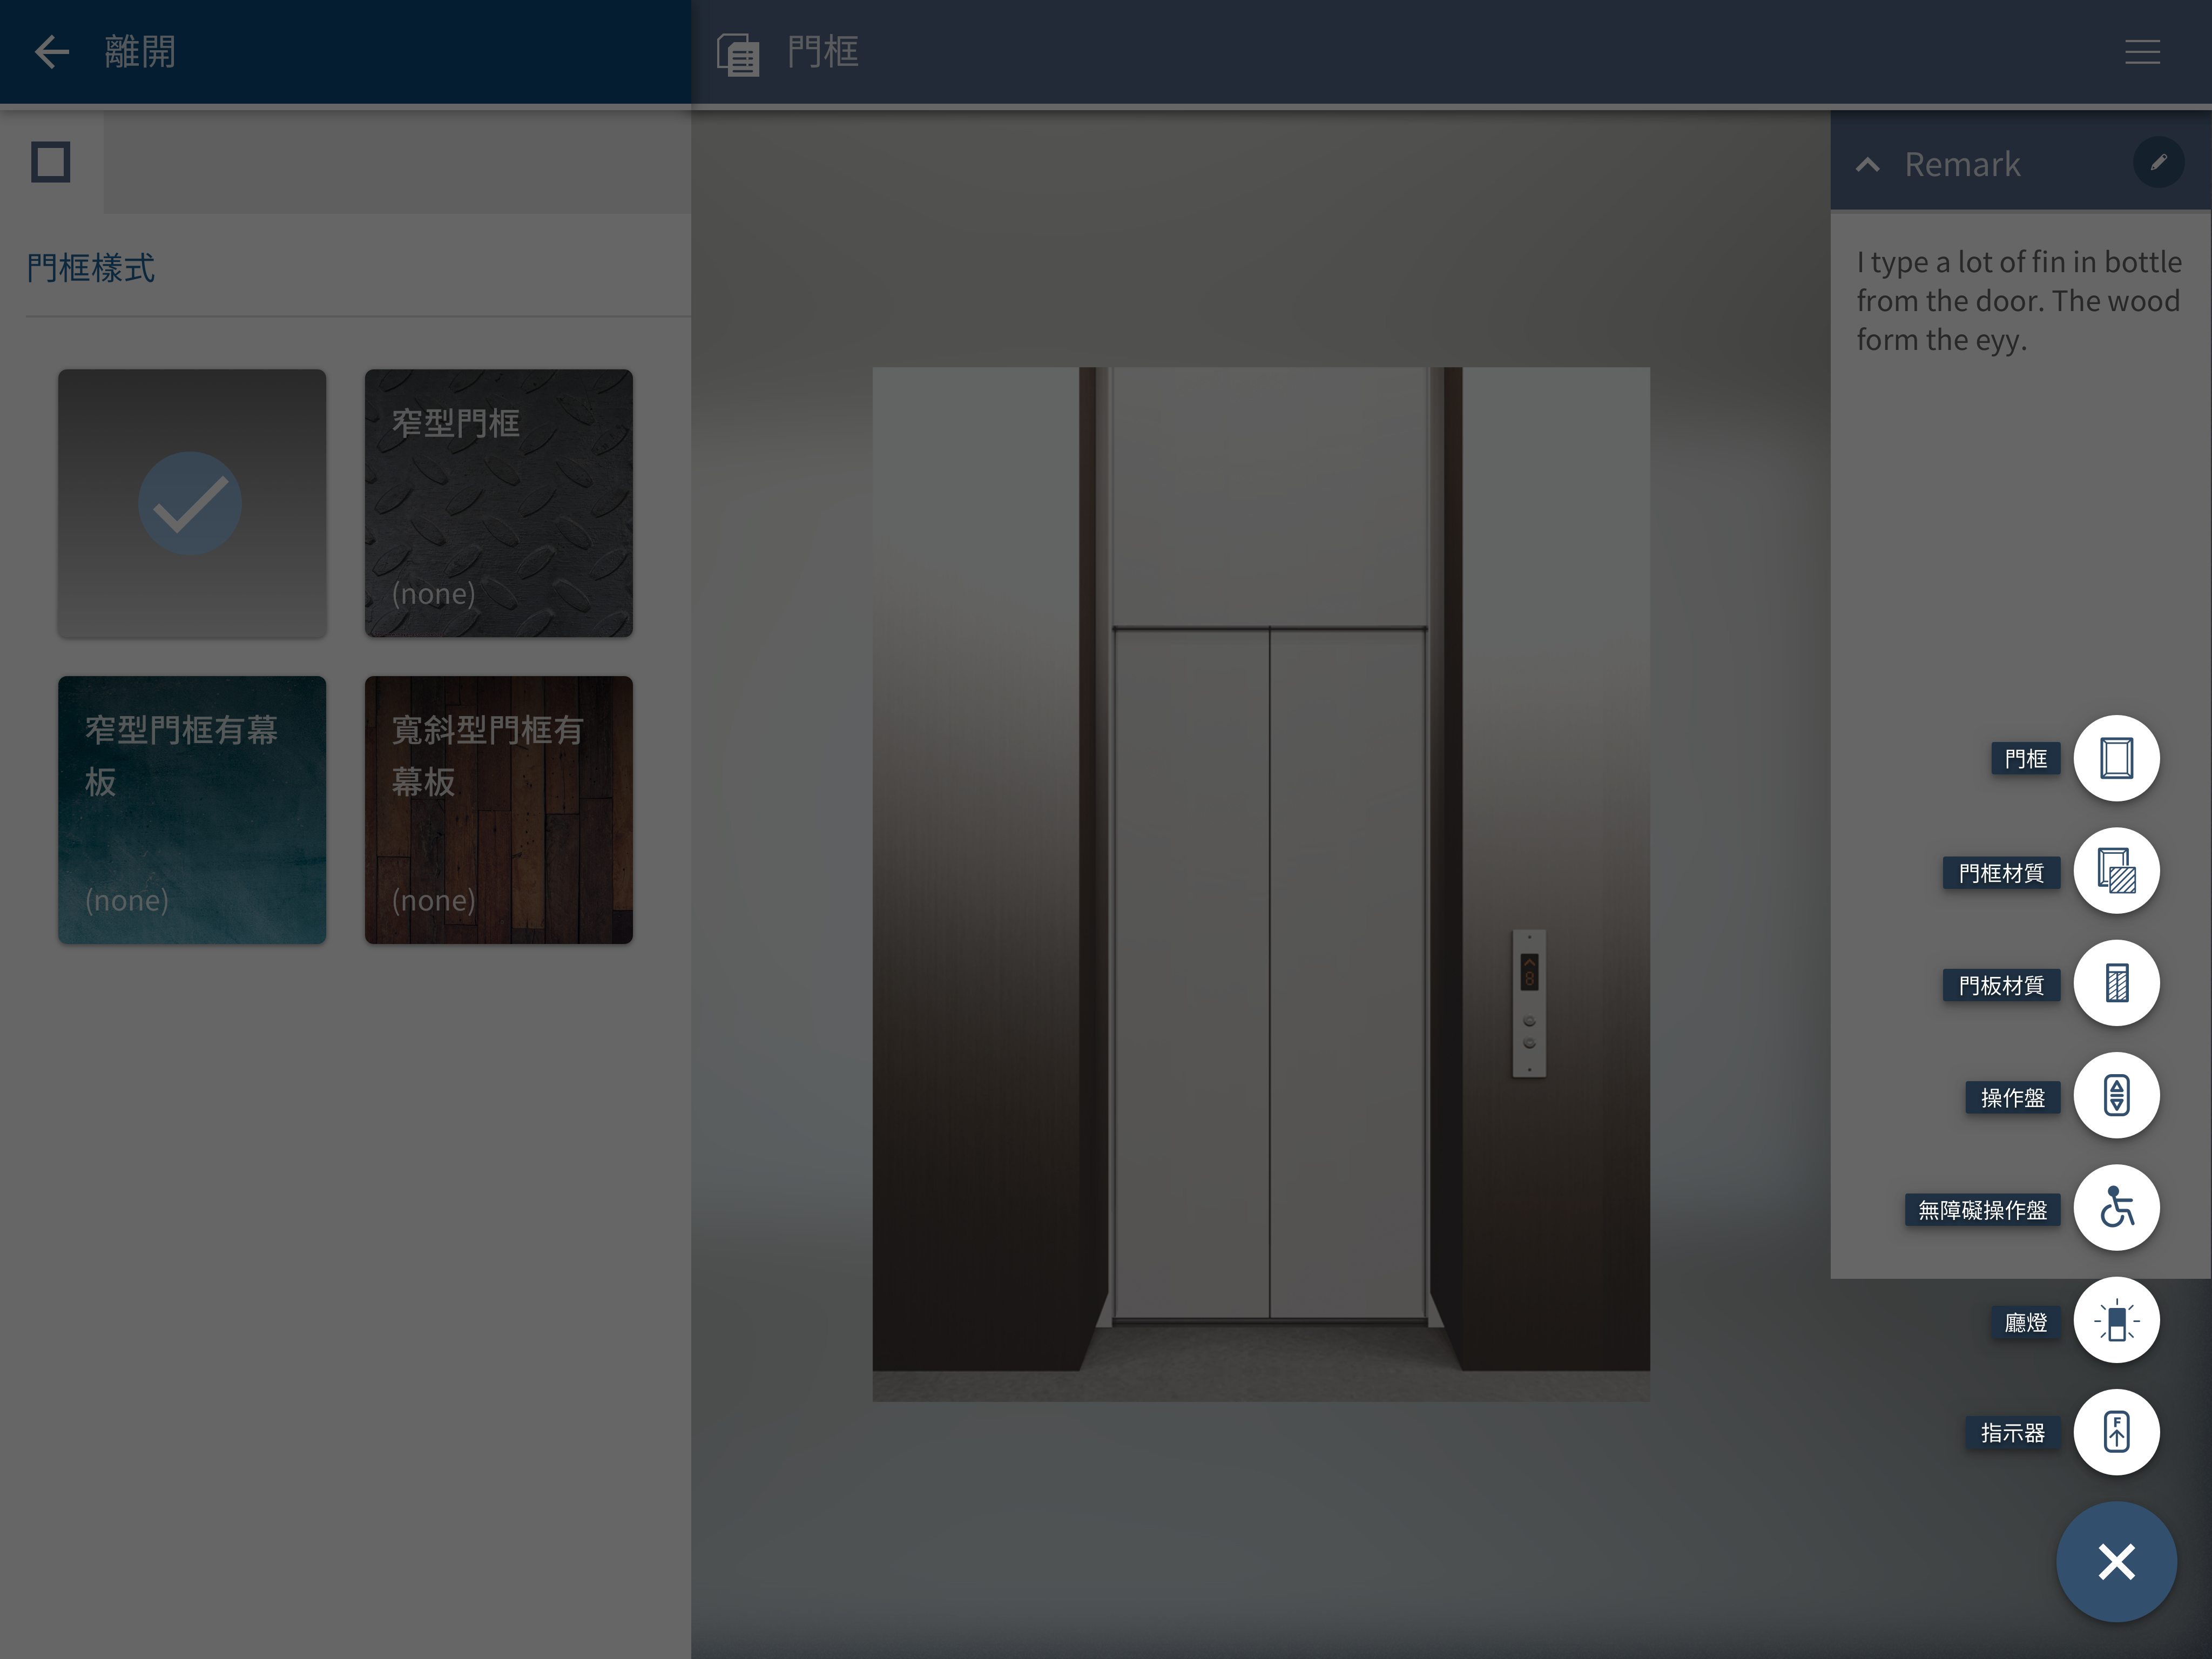 離開
門框
門框樣式
窄型門框
(none)
窄型門框有幕
板
(none)
寬斜型門框有
幕板
(none)
8
Remark
I type a lot of fin in bottle
from the door. The wood
form the eyy.
門框
門框材質
門板材質
操作盤
無障礙操作盤
廳燈
指示器
F